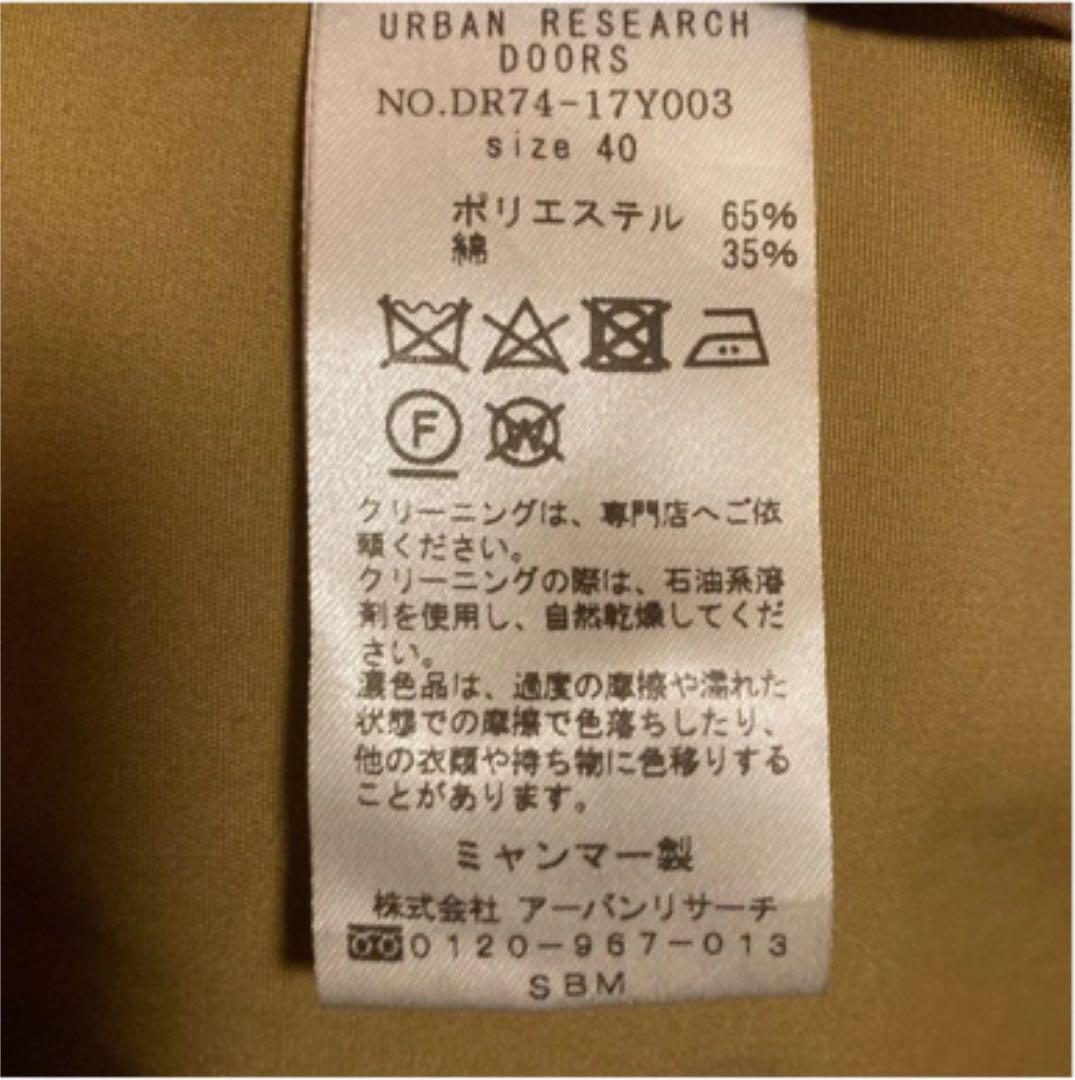 URBAN RESEARCH
DOORS
NO.DR74-17Y003
size 40
ポリエステル 65%
綿 35%
F W
クリーニングは、専門店へご依
頼ください。
クリーニングの際は、石油系溶
剤を使用し、自然乾燥してくだ
さい。
濃色品は、過度の摩擦や濡れた
状態での摩擦で色落ちしたり、
他の衣類や持ち物に色移りする
ことがあります。
ミャンマー製
株式会社 アーバンリサーチ
0120-967-013
SBM